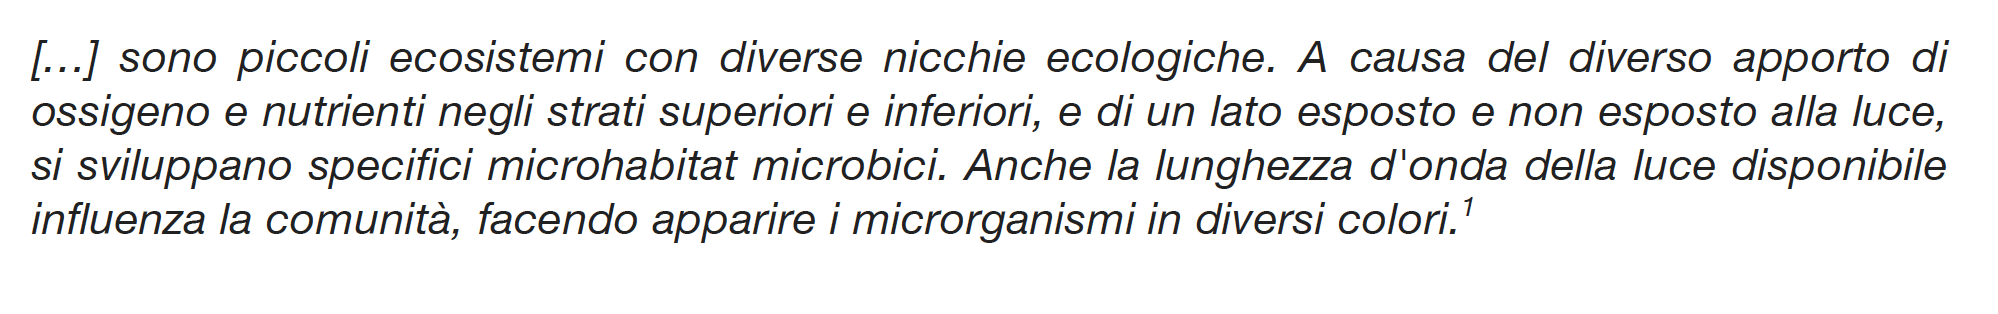 […] sono piccoli ecosistemi con diverse nicchie ecologiche. A causa del diverso apporto di
ossigeno e nutrienti negli strati superiori e inferiori, e di un lato esposto e non esposto alla luce,
si sviluppano specifici microhabitat microbici. Anche la lunghezza d'onda della luce disponibile
influenza la comunità, facendo apparire i microrganismi in diversi colori.¹